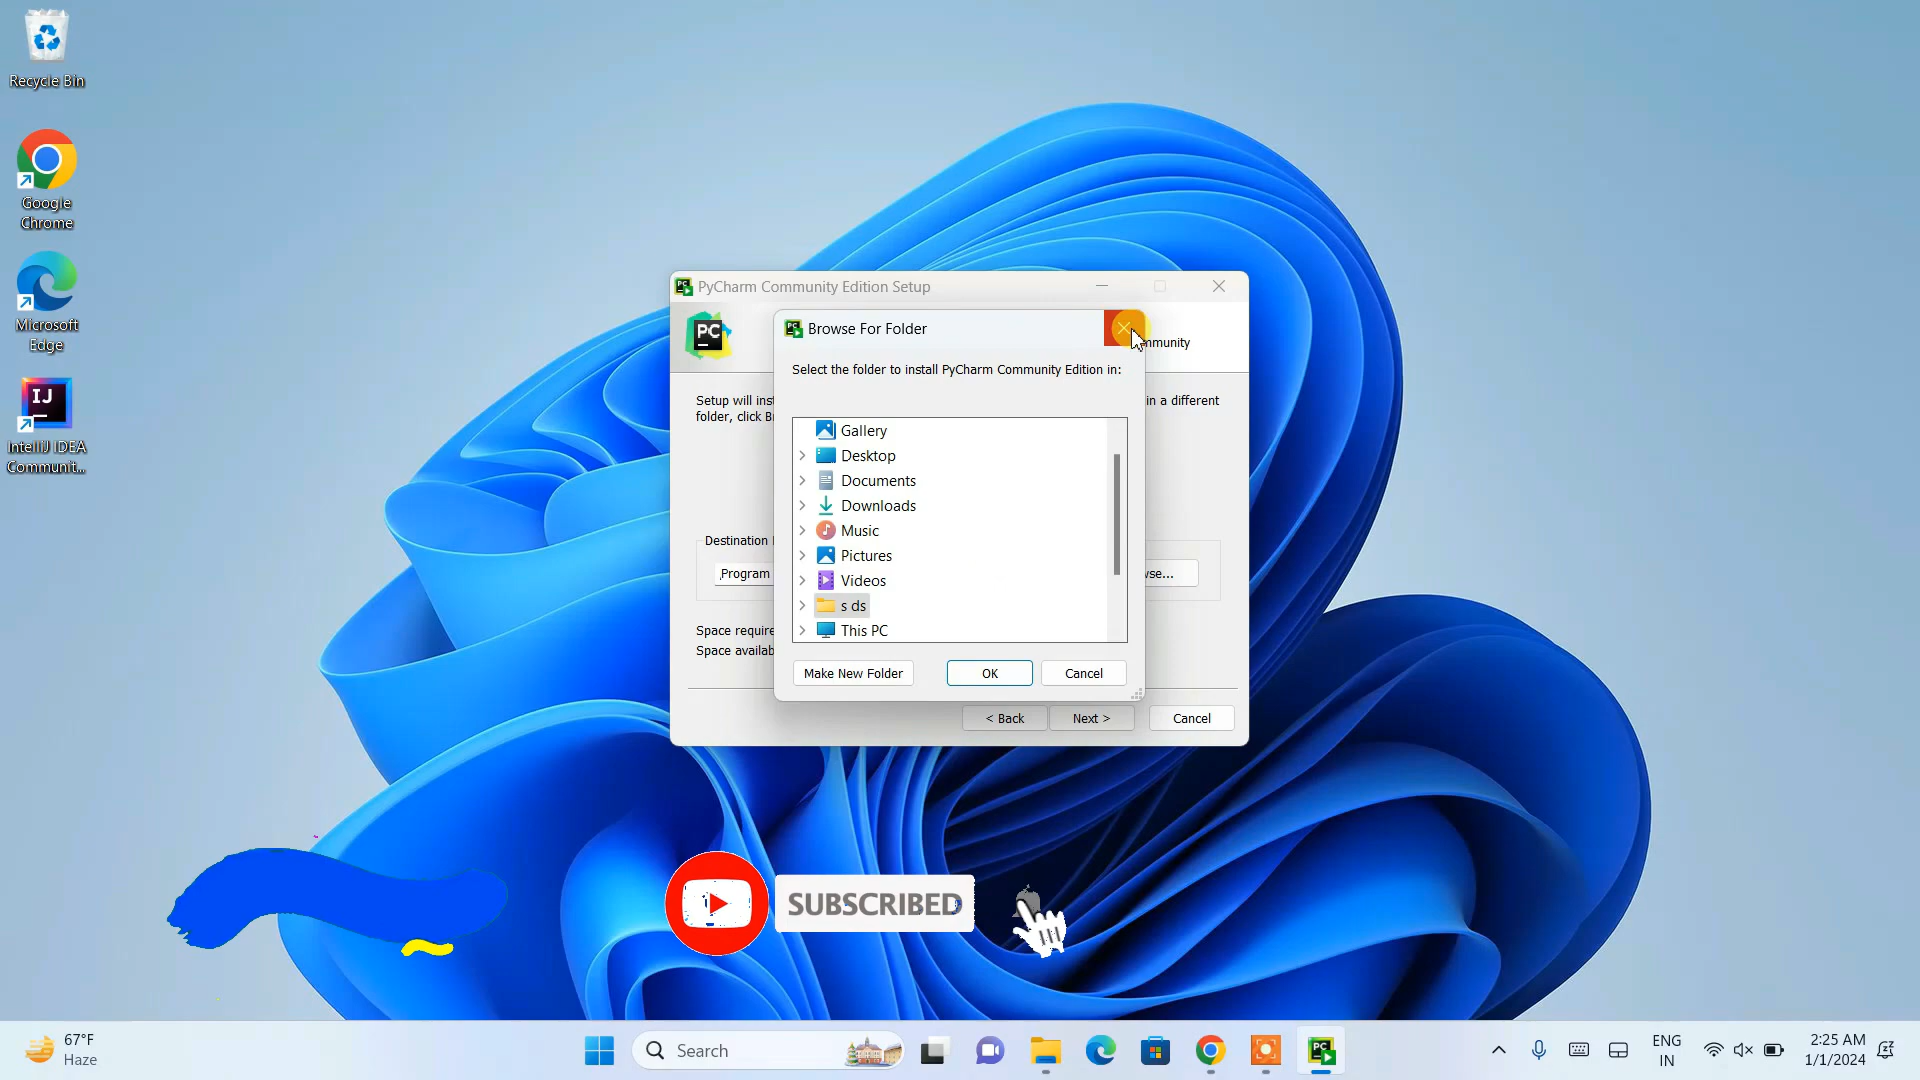 Recycle Bin
Google
Chrome
Microsoft
Edge
IJ
IntelliJ IDEA
Communit...
PyCharm Community Edition Setup
PC
Browse For Folder
mmunity
Select the folder to install PyCharm Community Edition in:
Setup will inst
in a different
folder, click B
Gallery
Desktop
Documents
Downloads
Music
Pictures
Videos
s ds
This PC
Destination
Program
se...
Space require
Space availab
Make New Folder
OK
Cancel
< Back
Next >
Cancel
SUBSCRIBED
67°F
Haze
Search
PC
ENG
IN
2:25 AM
1/1/2024